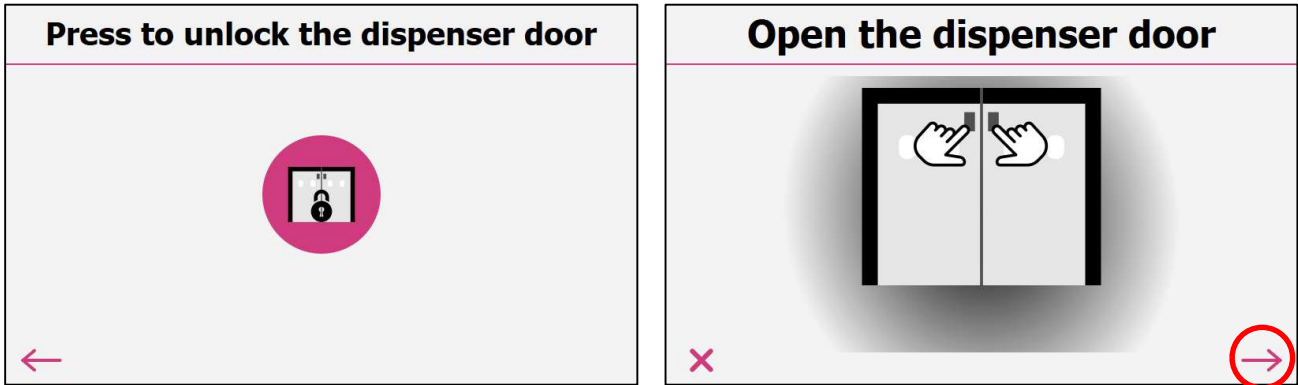 Press to unlock the dispenser door
Open the dispenser door